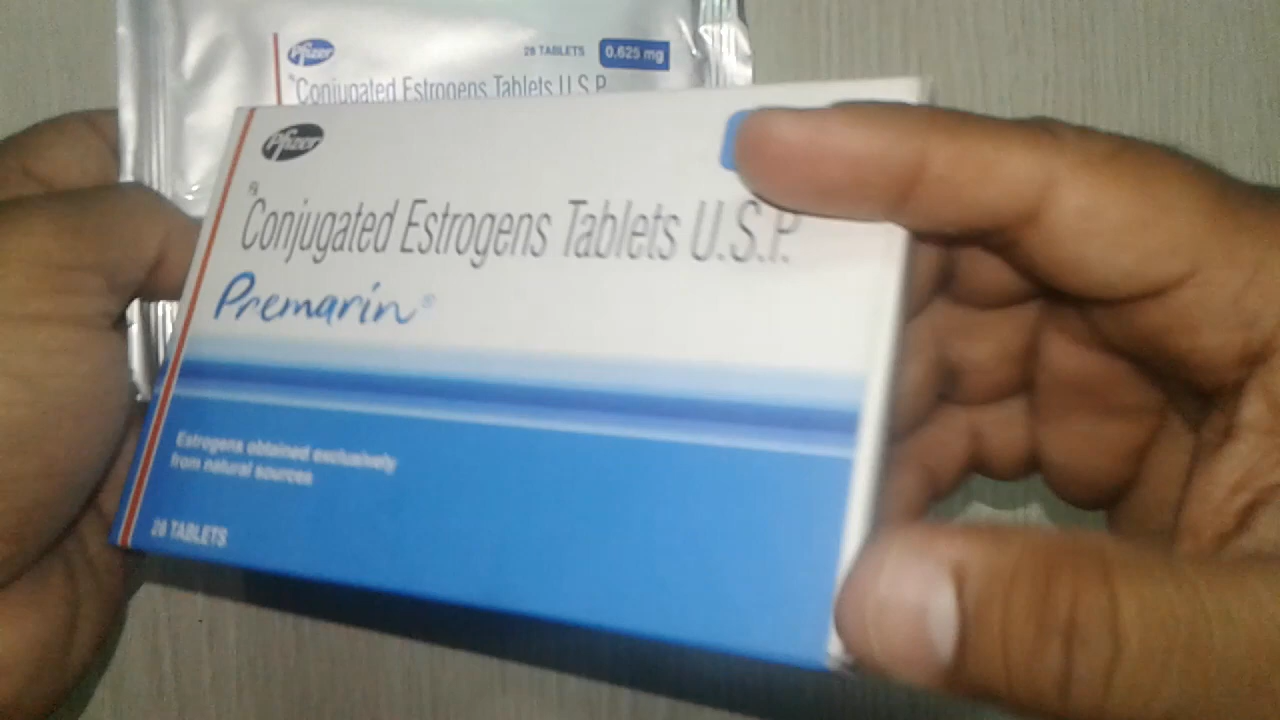 Pfizer
28 TABLETS 0.625 mg
Rx
Conjugated Estrogens Tablets U.S.P.
Pfizer
Rx
Conjugated Estrogens Tablets U.S.P.
Premarin®
Estrogens obtained exclusively
from natural sources
28 TABLETS